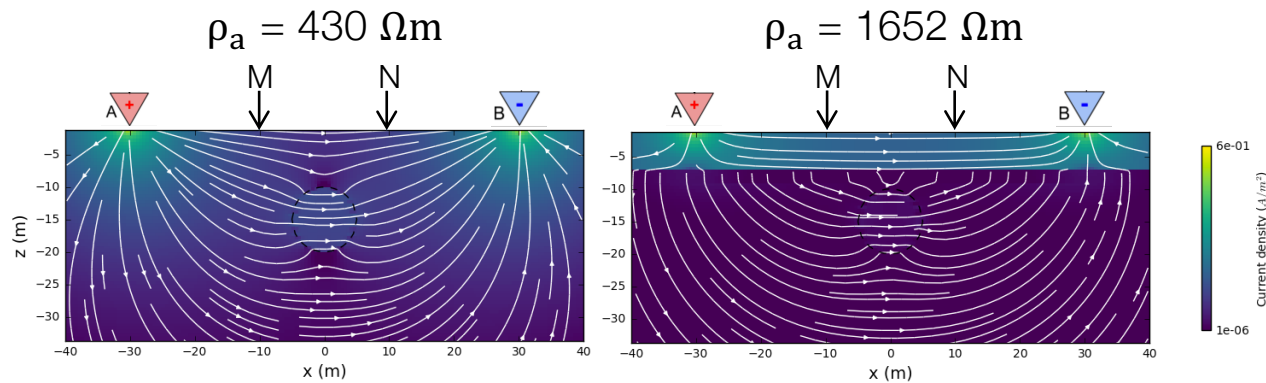 ρa = 430 Ωm
ρa = 1652 Ωm
M N
A + B -
M N
A + B -
−5
−10
−15
−20
−25
−30
z (m)
−40 −30 −20 −10 0 10 20 30 40
x (m)
−5
−10
−15
−20
−25
−30
−40 −30 −20 −10 0 10 20 30 40
x (m)
6e-01
1e-06
Current density (A/m²)